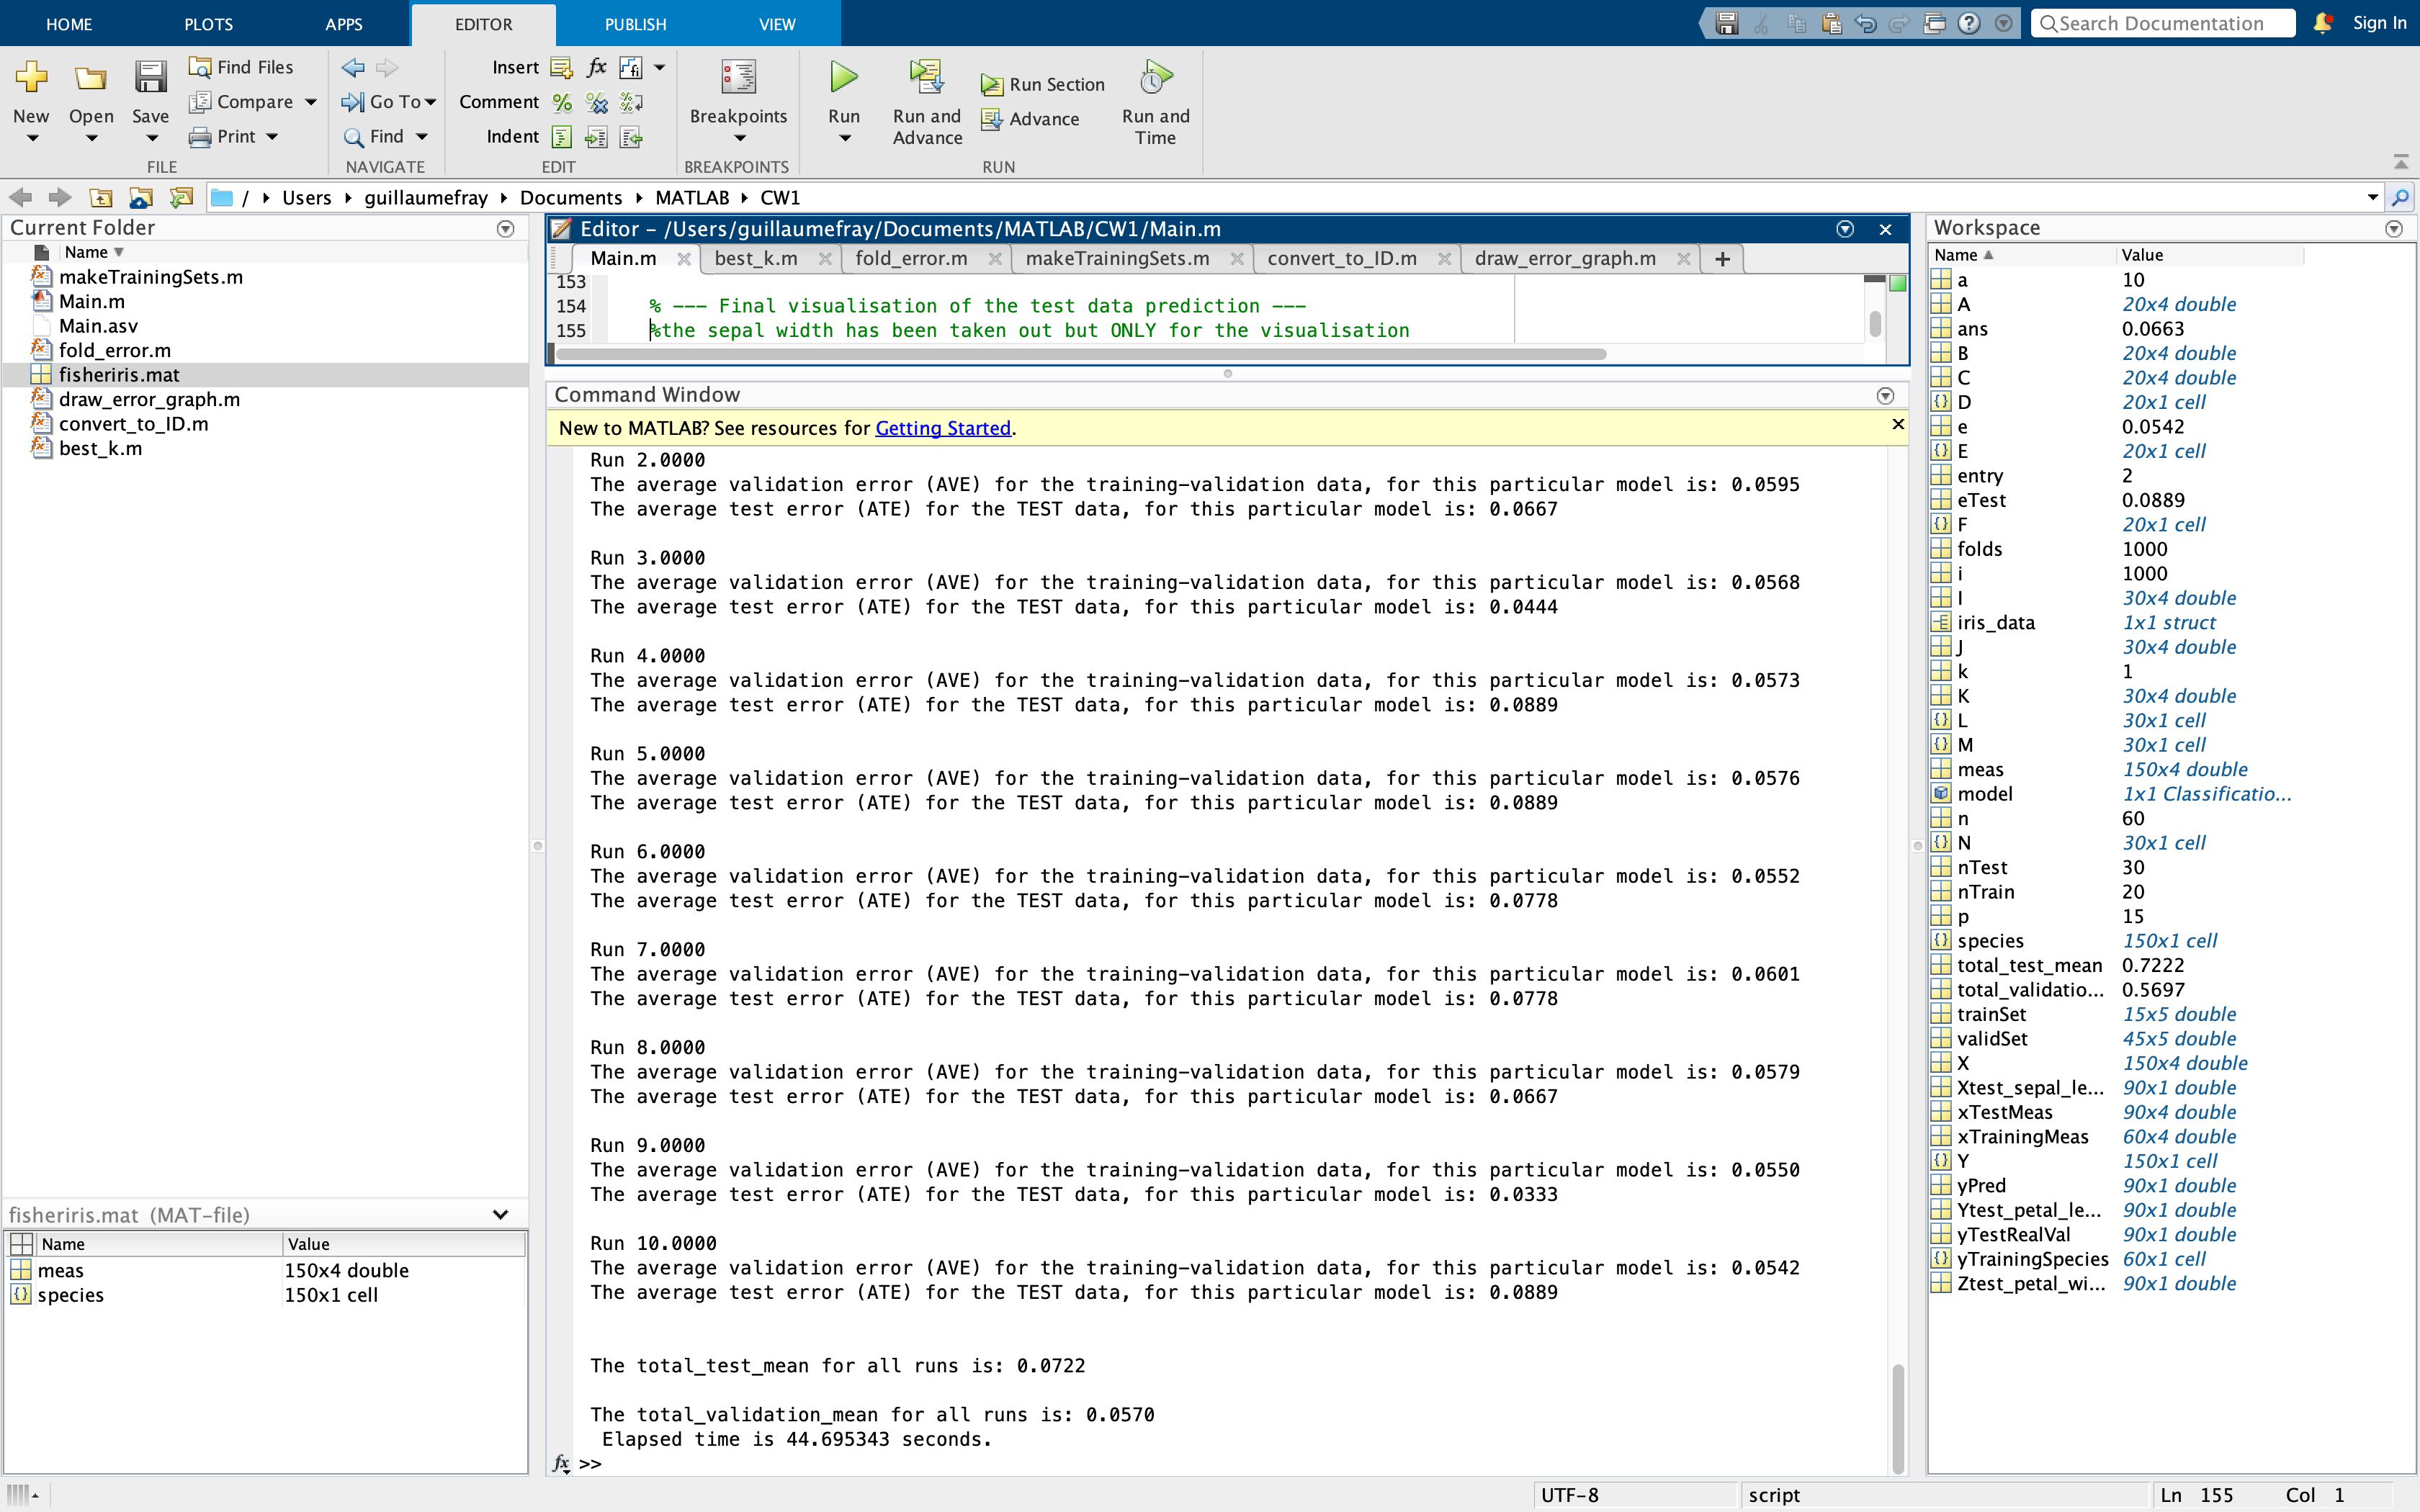 HOME PLOTS APPS EDITOR PUBLISH VIEW Search Documentation Sign In
New Open Save Find Files Compare Print
FILE
Go To Find
NAVIGATE
Insert fx fi
Comment
Indent
EDIT
Breakpoints
BREAKPOINTS
Run Run and Advance Run Section Advance Run and Time
RUN
/ Users guillaumefray Documents MATLAB CW1
Current Folder
Name
makeTrainingSets.m
Main.m
Main.asv
fold_error.m
fisheriris.mat
draw_error_graph.m
convert_to_ID.m
best_k.m
fisheriris.mat (MAT-file)
Name Value
meas 150x4 double
species 150x1 cell
Editor – /Users/guillaumefray/Documents/MATLAB/CW1/Main.m
Main.m best_k.m fold_error.m makeTrainingSets.m convert_to_ID.m draw_error_graph.m
153
154 % --- Final visualisation of the test data prediction ---
155 %the sepal width has been taken out but ONLY for the visualisation
Command Window
New to MATLAB? See resources for Getting Started.
Run 2.0000
The average validation error (AVE) for the training-validation data, for this particular model is: 0.0595
The average test error (ATE) for the TEST data, for this particular model is: 0.0667
Run 3.0000
The average validation error (AVE) for the training-validation data, for this particular model is: 0.0568
The average test error (ATE) for the TEST data, for this particular model is: 0.0444
Run 4.0000
The average validation error (AVE) for the training-validation data, for this particular model is: 0.0573
The average test error (ATE) for the TEST data, for this particular model is: 0.0889
Run 5.0000
The average validation error (AVE) for the training-validation data, for this particular model is: 0.0576
The average test error (ATE) for the TEST data, for this particular model is: 0.0889
Run 6.0000
The average validation error (AVE) for the training-validation data, for this particular model is: 0.0552
The average test error (ATE) for the TEST data, for this particular model is: 0.0778
Run 7.0000
The average validation error (AVE) for the training-validation data, for this particular model is: 0.0601
The average test error (ATE) for the TEST data, for this particular model is: 0.0778
Run 8.0000
The average validation error (AVE) for the training-validation data, for this particular model is: 0.0579
The average test error (ATE) for the TEST data, for this particular model is: 0.0667
Run 9.0000
The average validation error (AVE) for the training-validation data, for this particular model is: 0.0550
The average test error (ATE) for the TEST data, for this particular model is: 0.0333
Run 10.0000
The average validation error (AVE) for the training-validation data, for this particular model is: 0.0542
The average test error (ATE) for the TEST data, for this particular model is: 0.0889
The total_test_mean for all runs is: 0.0722
The total_validation_mean for all runs is: 0.0570
Elapsed time is 44.695343 seconds.
fx >>
Workspace
Name Value
a 10
A 20x4 double
ans 0.0663
B 20x4 double
C 20x4 double
D 20x1 cell
e 0.0542
E 20x1 cell
entry 2
eTest 0.0889
F 20x1 cell
folds 1000
i 1000
I 30x4 double
iris_data 1x1 struct
J 30x4 double
k 1
K 30x4 double
L 30x1 cell
M 30x1 cell
meas 150x4 double
model 1x1 Classificatio...
n 60
N 30x1 cell
nTest 30
nTrain 20
p 15
species 150x1 cell
total_test_mean 0.7222
total_validatio... 0.5697
trainSet 15x5 double
validSet 45x5 double
X 150x4 double
Xtest_sepal_le... 90x1 double
xTestMeas 90x4 double
xTrainingMeas 60x4 double
Y 150x1 cell
yPred 90x1 double
Ytest_petal_le... 90x1 double
yTestRealVal 90x1 double
yTrainingSpecies 60x1 cell
Ztest_petal_wi... 90x1 double
UTF-8 script Ln 155 Col 1